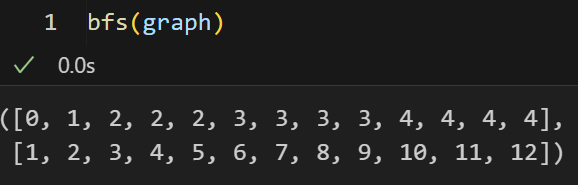 1 bfs(graph)
✓ 0.0s
([0, 1, 2, 2, 2, 3, 3, 3, 3, 4, 4, 4, 4],
[1, 2, 3, 4, 5, 6, 7, 8, 9, 10, 11, 12])